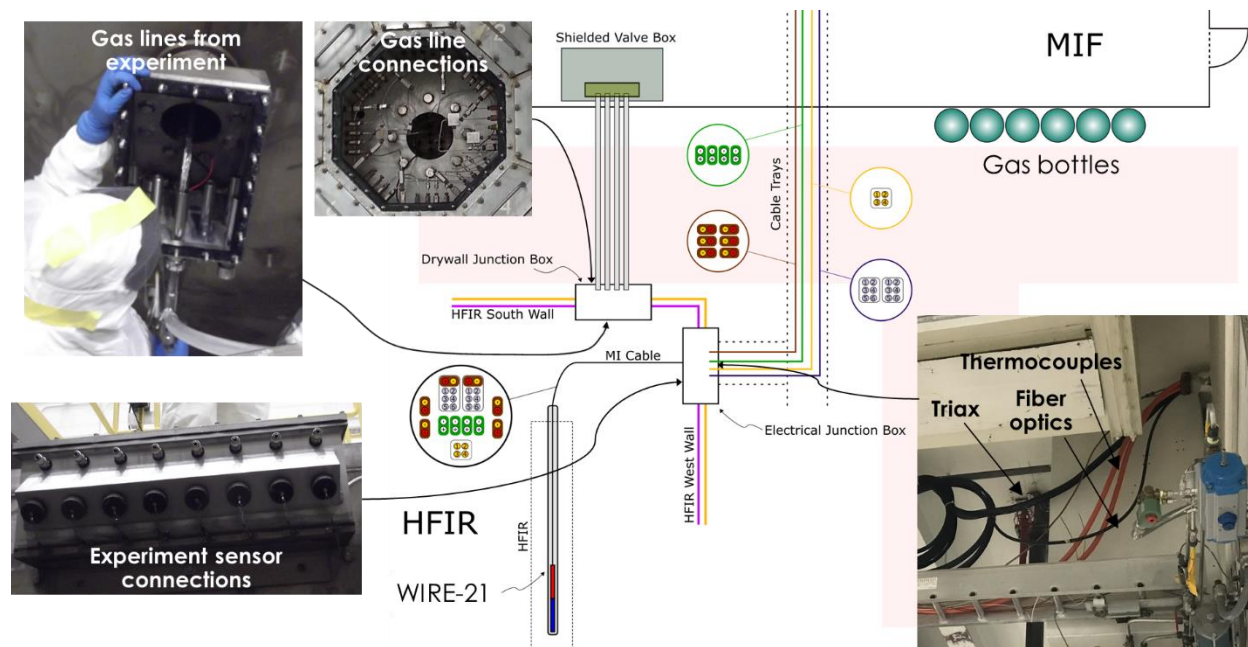 Gas lines from
experiment
Gas line
connections
Shielded Valve Box
MIF
Gas bottles
Cable Trays
Drywall Junction Box
HFIR South Wall
MI Cable
Electrical Junction Box
HFIR West Wall
HFIR
HFIR
WIRE-21
Experiment sensor
connections
Thermocouples
Fiber
optics
Triax